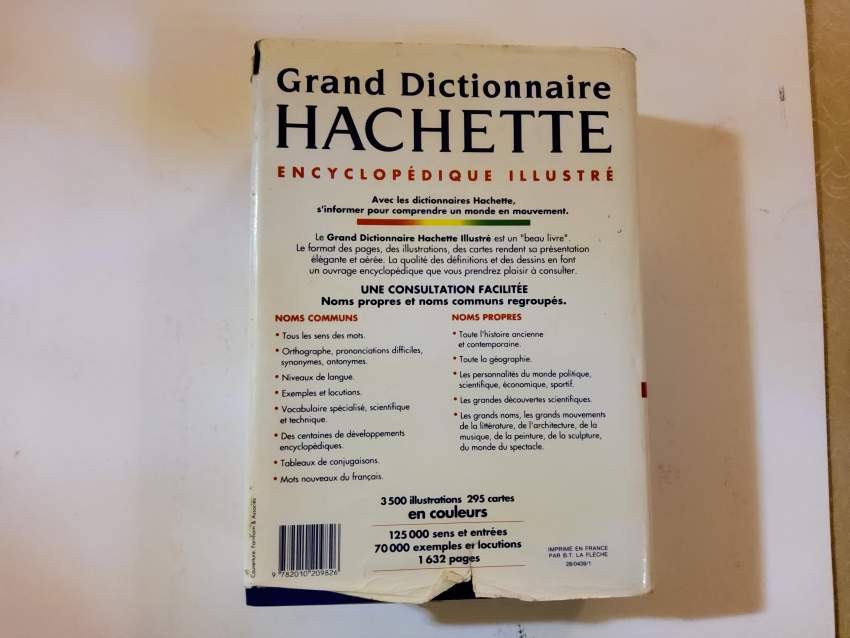 Grand Dictionnaire
HACHETTE
ENCYCLOPÉDIQUE ILLUSTRÉ
Avec les dictionnaires Hachette,
s'informer pour comprendre un monde en mouvement.
Le Grand Dictionnaire Hachette Illustré est un "beau livre".
Le format des pages, des illustrations, des cartes rendent sa présentation
élégante et aérée. La qualité des définitions et des dessins en font
un ouvrage encyclopédique que vous prendrez plaisir à consulter.
UNE CONSULTATION FACILITÉE
Noms propres et noms communs regroupés.
NOMS COMMUNS
• Tous les sens des mots.
• Orthographe, prononciations difficiles,
synonymes, antonymes.
• Niveaux de langue.
• Exemples et locutions.
• Vocabulaire spécialisé, scientifique
et technique.
• Des centaines de développements
encyclopédiques.
• Tableaux de conjugaisons.
• Mots nouveaux du français.
NOMS PROPRES
• Toute l'histoire ancienne
et contemporaine.
• Toute la géographie.
• Les personnalités du monde politique,
scientifique, économique, sportif.
• Les grandes découvertes scientifiques.
• Les grands noms, les grands mouvements
de la littérature, de l'architecture, de la
musique, de la peinture, de la sculpture,
du monde du spectacle.
3 500 illustrations 295 cartes
en couleurs
125 000 sens et entrées
70 000 exemples et locutions
1 632 pages
9 782010 209826
IMPRIMÉ EN FRANCE
PAR B.T. LA FLÈCHE
28/0439/1